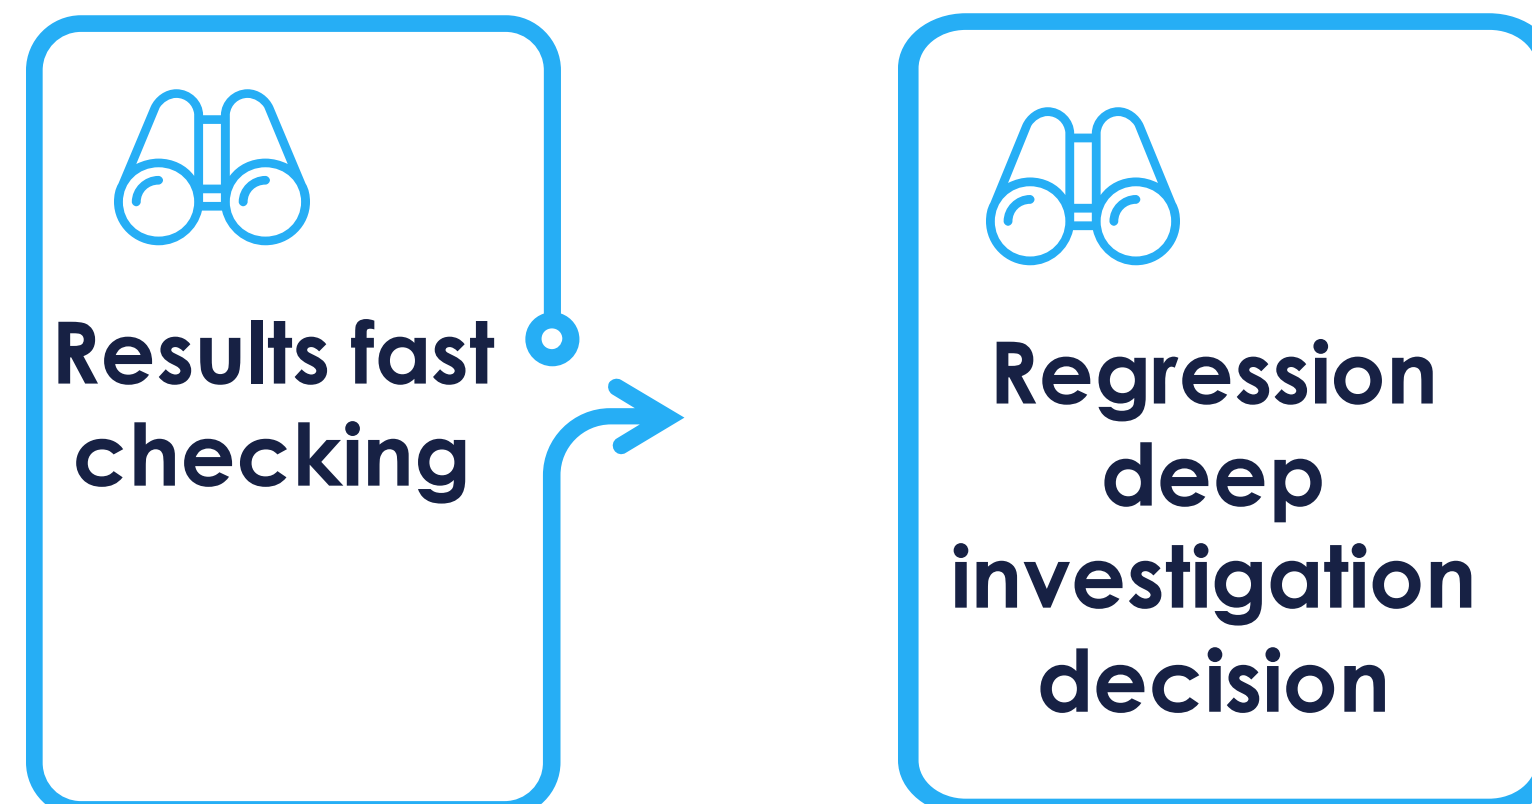 Results fast
checking
Regression
deep
investigation
decision